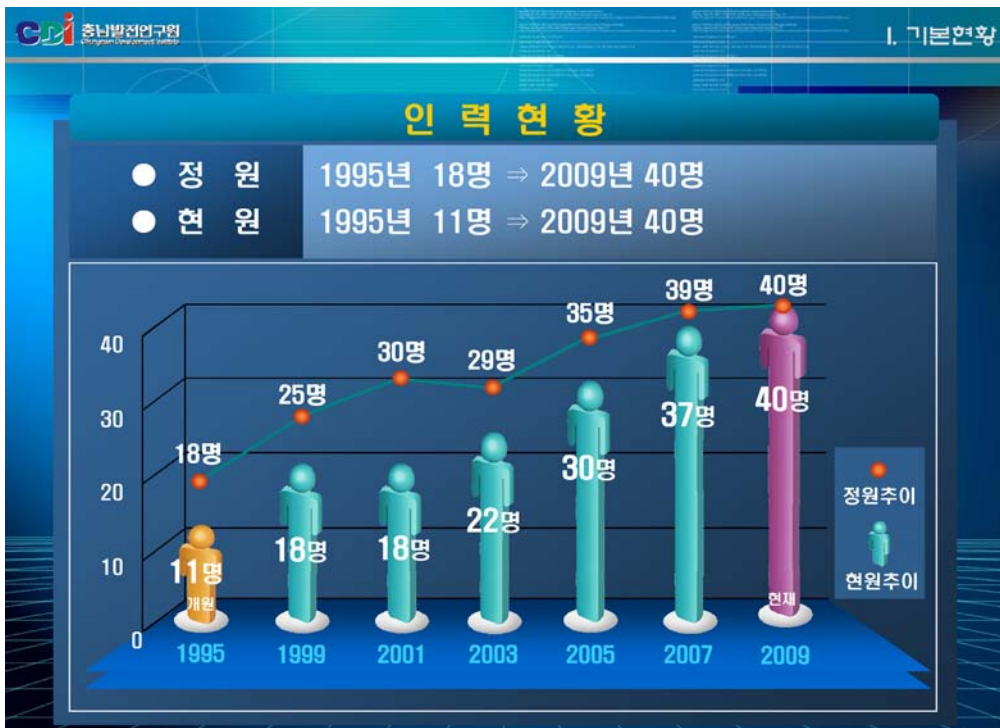 CDI 충남발전연구원
Chungnam Development Institute
I. 기본현황
인 력 현 황
● 정 원 1995년 18명 ⇒ 2009년 40명
● 현 원 1995년 11명 ⇒ 2009년 40명
40
30
20
10
0
18명
25명
30명
29명
35명
39명
40명
11명
개원
18명
18명
22명
30명
37명
40명
현재
1995 1999 2001 2003 2005 2007 2009
정원추이
현원추이